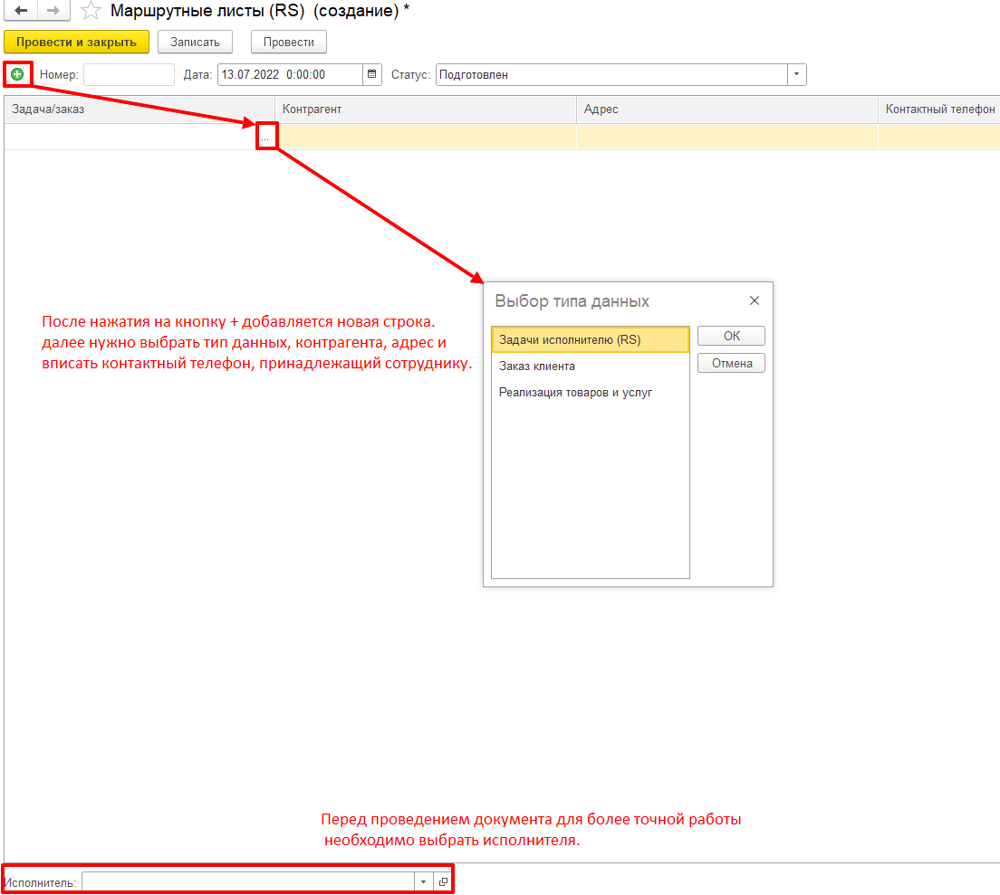 Маршрутные листы (RS) (создание) *
Провести и закрыть Записать Провести
Номер: Дата: 13.07.2022 0:00:00 Статус: Подготовлен
Задача/заказ Контрагент Адрес Контактный телефон
...
Выбор типа данных
Задачи исполнителю (RS) ОК
Заказ клиента Отмена
Реализация товаров и услуг
После нажатия на кнопку + добавляется новая строка.
далее нужно выбрать тип данных, контрагента, адрес и
вписать контактный телефон, принадлежащий сотруднику.
Перед проведением документа для более точной работы
необходимо выбрать исполнителя.
Исполнитель: